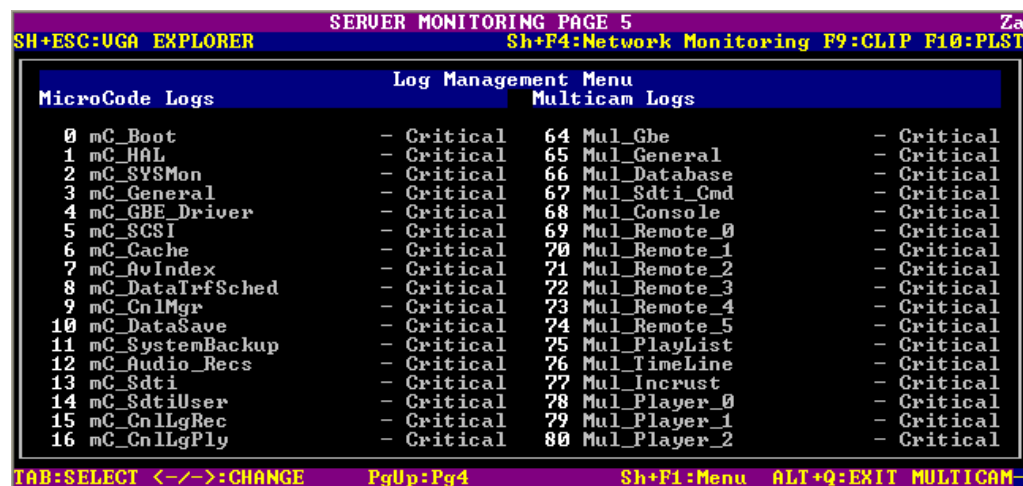 SERVER MONITORING PAGE 5 Za
SH+ESC:VGA EXPLORER Sh+F4:Network Monitoring F9:CLIP F10:PLST
Log Management Menu
MicroCode Logs Multicam Logs
0 mC_Boot - Critical 64 Mul_Gbe - Critical
1 mC_HAL - Critical 65 Mul_General - Critical
2 mC_SYSMon - Critical 66 Mul_Database - Critical
3 mC_General - Critical 67 Mul_Sdti_Cmd - Critical
4 mC_GBE_Driver - Critical 68 Mul_Console - Critical
5 mC_SCSI - Critical 69 Mul_Remote_0 - Critical
6 mC_Cache - Critical 70 Mul_Remote_1 - Critical
7 mC_AvIndex - Critical 71 Mul_Remote_2 - Critical
8 mC_DataTrfSched - Critical 72 Mul_Remote_3 - Critical
9 mC_CnlMgr - Critical 73 Mul_Remote_4 - Critical
10 mC_DataSave - Critical 74 Mul_Remote_5 - Critical
11 mC_SystemBackup - Critical 75 Mul_PlayList - Critical
12 mC_Audio_Recs - Critical 76 Mul_TimeLine - Critical
13 mC_Sdti - Critical 77 Mul_Incrust - Critical
14 mC_SdtiUser - Critical 78 Mul_Player_0 - Critical
15 mC_CnlLgRec - Critical 79 Mul_Player_1 - Critical
16 mC_CnlLgPly - Critical 80 Mul_Player_2 - Critical
TAB:SELECT <-/->:CHANGE PgUp:Pg4 Sh+F1:Menu ALT+Q:EXIT MULTICAM-